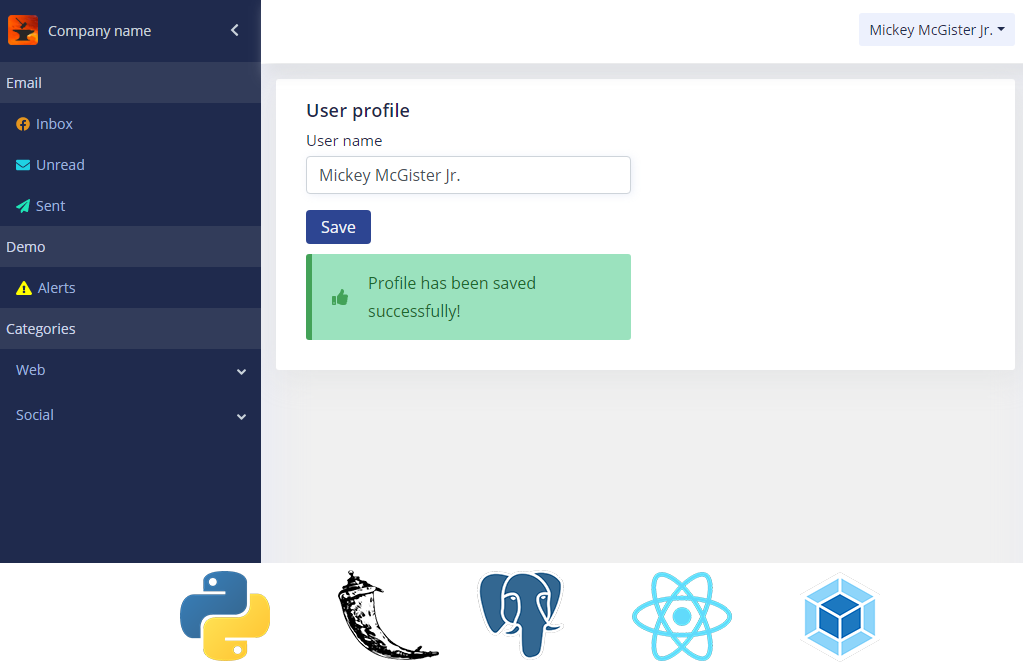 Company name
Mickey McGister Jr.
Email
Inbox
Unread
Sent
Demo
Alerts
Categories
Web
Social
User profile
User name
Mickey McGister Jr.
Save
Profile has been saved
successfully!